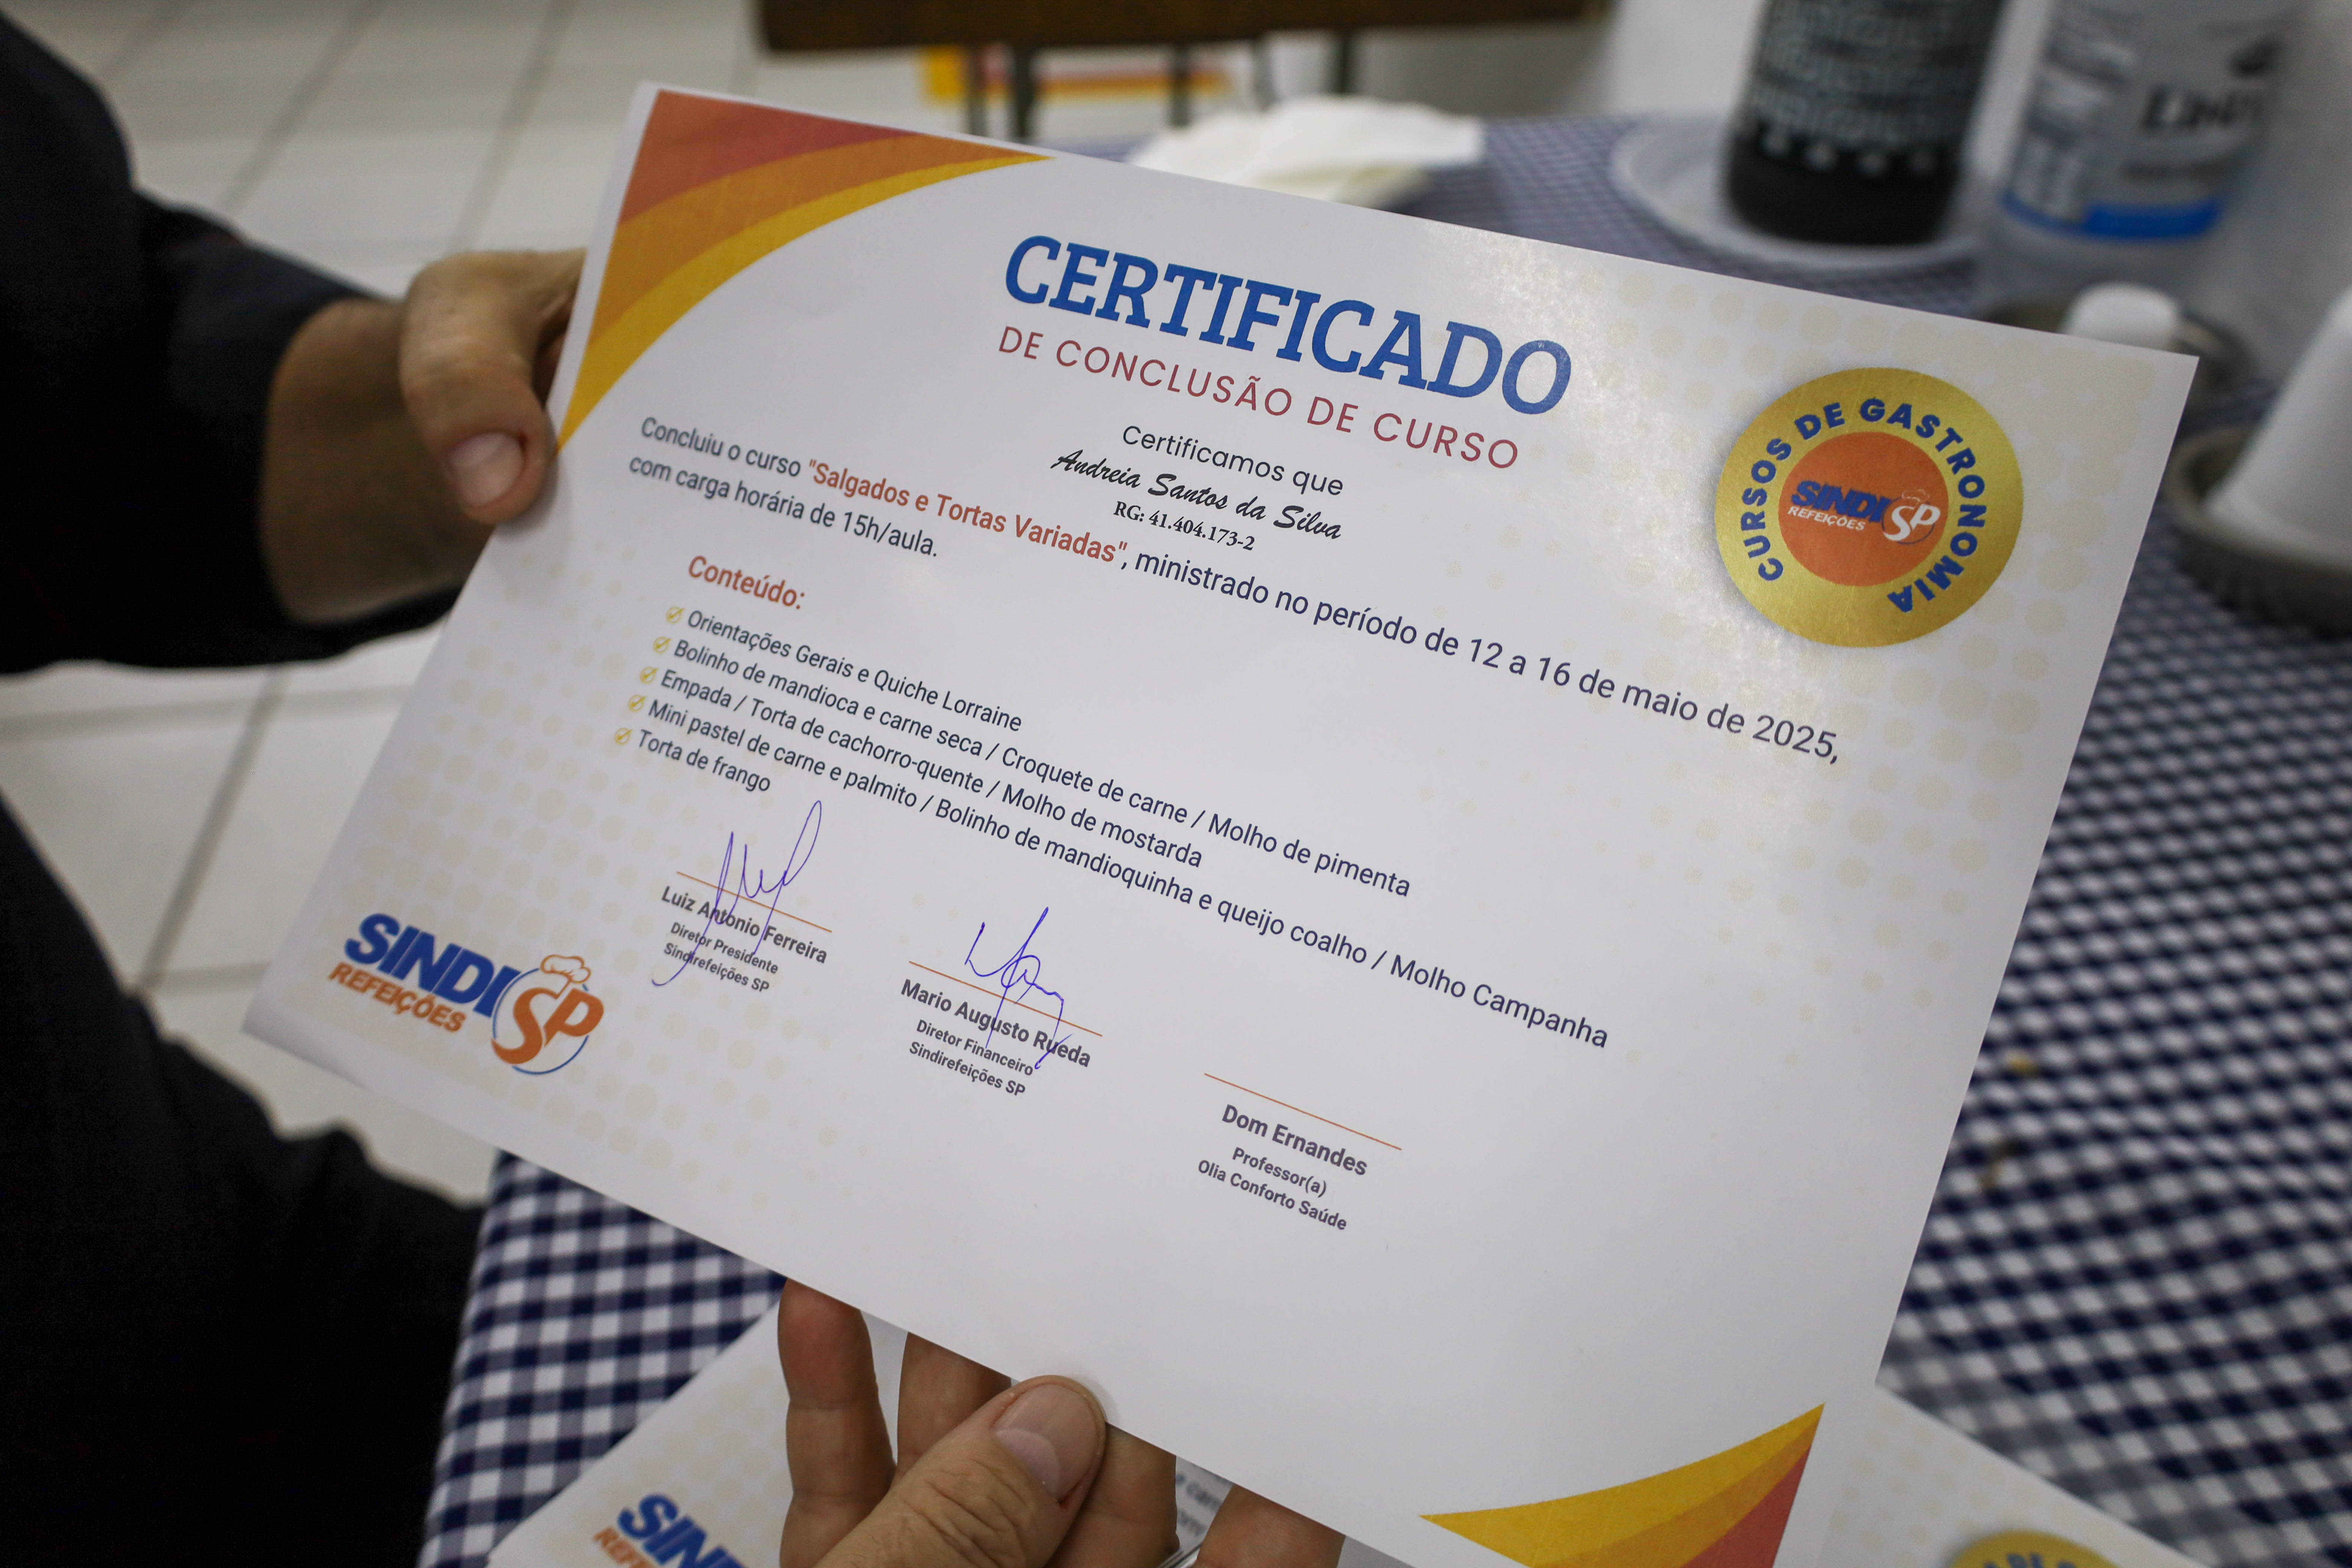 CERTIFICADO
DE CONCLUSÃO DE CURSO
Certificamos que
Andreia Santos da Silva
RG: 41.404.173-2
Concluiu o curso "Salgados e Tortas Variadas", ministrado no período de 12 a 16 de maio de 2025,
com carga horária de 15h/aula.
CURSOS DE GASTRONOMIA
SINDI SP
REFEIÇÕES
Conteúdo:
Orientações Gerais e Quiche Lorraine
Bolinho de mandioca e carne seca / Croquete de carne / Molho de pimenta
Empada / Torta de cachorro-quente / Molho de mostarda
Mini pastel de carne e palmito / Bolinho de mandioquinha e queijo coalho / Molho Campanha
Torta de frango
SINDI SP
REFEIÇÕES
Luiz Antonio Ferreira
Diretor Presidente
Sindirefeições SP
Mario Augusto Rueda
Diretor Financeiro
Sindirefeições SP
Dom Ernandes
Professor(a)
Olia Conforto Saúde
SINDI